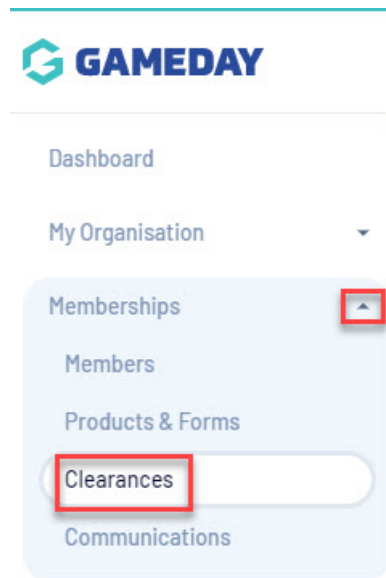 GAMEDAY
Dashboard
My Organisation
Memberships
Members
Products & Forms
Clearances
Communications